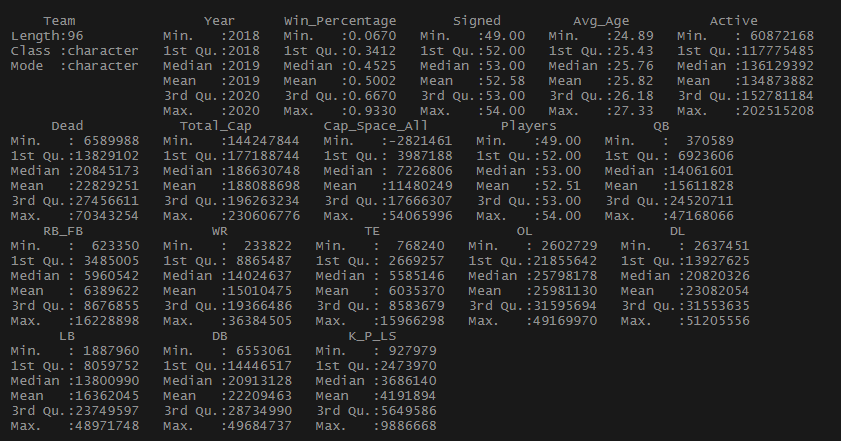 Team                Year      Win_Percentage       Signed         Avg_Age          Active
Length:96          Min.   :2018   Min.   :0.0670   Min.   :49.00   Min.   :24.89   Min.   : 60872168
Class :character   1st Qu.:2018   1st Qu.:0.3412   1st Qu.:52.00   1st Qu.:25.43   1st Qu.:117775485
Mode  :character   Median :2019   Median :0.4525   Median :53.00   Median :25.76   Median :136129392
                   Mean   :2019   Mean   :0.5002   Mean   :52.58   Mean   :25.82   Mean   :134873882
                   3rd Qu.:2020   3rd Qu.:0.6670   3rd Qu.:53.00   3rd Qu.:26.18   3rd Qu.:152781184
                   Max.   :2020   Max.   :0.9330   Max.   :54.00   Max.   :27.33   Max.   :202515208
     Dead            Total_Cap         Cap_Space_All         Players            QB
Min.   : 6589988   Min.   :144247844   Min.   :-2821461   Min.   :49.00   Min.   :  370589
1st Qu.:13829102   1st Qu.:177188744   1st Qu.: 3987188   1st Qu.:52.00   1st Qu.: 6923606
Median :20845173   Median :186630748   Median : 7226806   Median :53.00   Median :14061601
Mean   :22829251   Mean   :188088698   Mean   :11480249   Mean   :52.51   Mean   :15611828
3rd Qu.:27456611   3rd Qu.:196263234   3rd Qu.:17666307   3rd Qu.:53.00   3rd Qu.:24520711
Max.   :70343254   Max.   :230606776   Max.   :54065996   Max.   :54.00   Max.   :47168066
    RB_FB                WR                 TE                 OL                 DL
Min.   :  623350   Min.   :  233822   Min.   :  768240   Min.   : 2602729   Min.   : 2637451
1st Qu.: 3485005   1st Qu.: 8865487   1st Qu.: 2669257   1st Qu.:21855642   1st Qu.:13927625
Median : 5960542   Median :14024637   Median : 5585146   Median :25798178   Median :20820326
Mean   : 6389622   Mean   :15010475   Mean   : 6035370   Mean   :25981130   Mean   :23082054
3rd Qu.: 8676855   3rd Qu.:19366486   3rd Qu.: 8583679   3rd Qu.:31595694   3rd Qu.:31553635
Max.   :16228898   Max.   :36384505   Max.   :15966298   Max.   :49169970   Max.   :51205556
      LB                 DB               K_P_LS
Min.   : 1887960   Min.   : 6553061   Min.   : 927979
1st Qu.: 8059752   1st Qu.:14446517   1st Qu.:2473970
Median :13800990   Median :20913128   Median :3686140
Mean   :16362045   Mean   :22209463   Mean   :4191894
3rd Qu.:23749597   3rd Qu.:28734990   3rd Qu.:5649586
Max.   :48971748   Max.   :49684737   Max.   :9886668